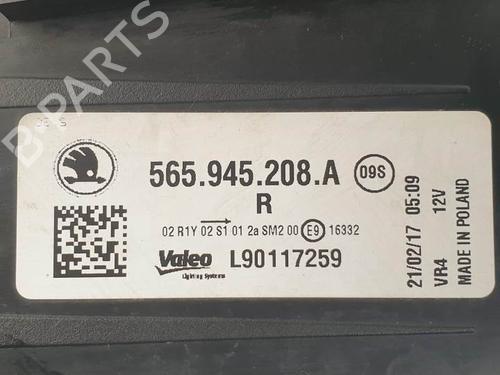 565.945.208.A
09S
R
02 R1Y 02 S1 01 2a SM2 00 E9 16332
Valeo
Lighting Systems
L90117259
21/02/17 05:09
VR4 12V
MADE IN POLAND
B-PARTS